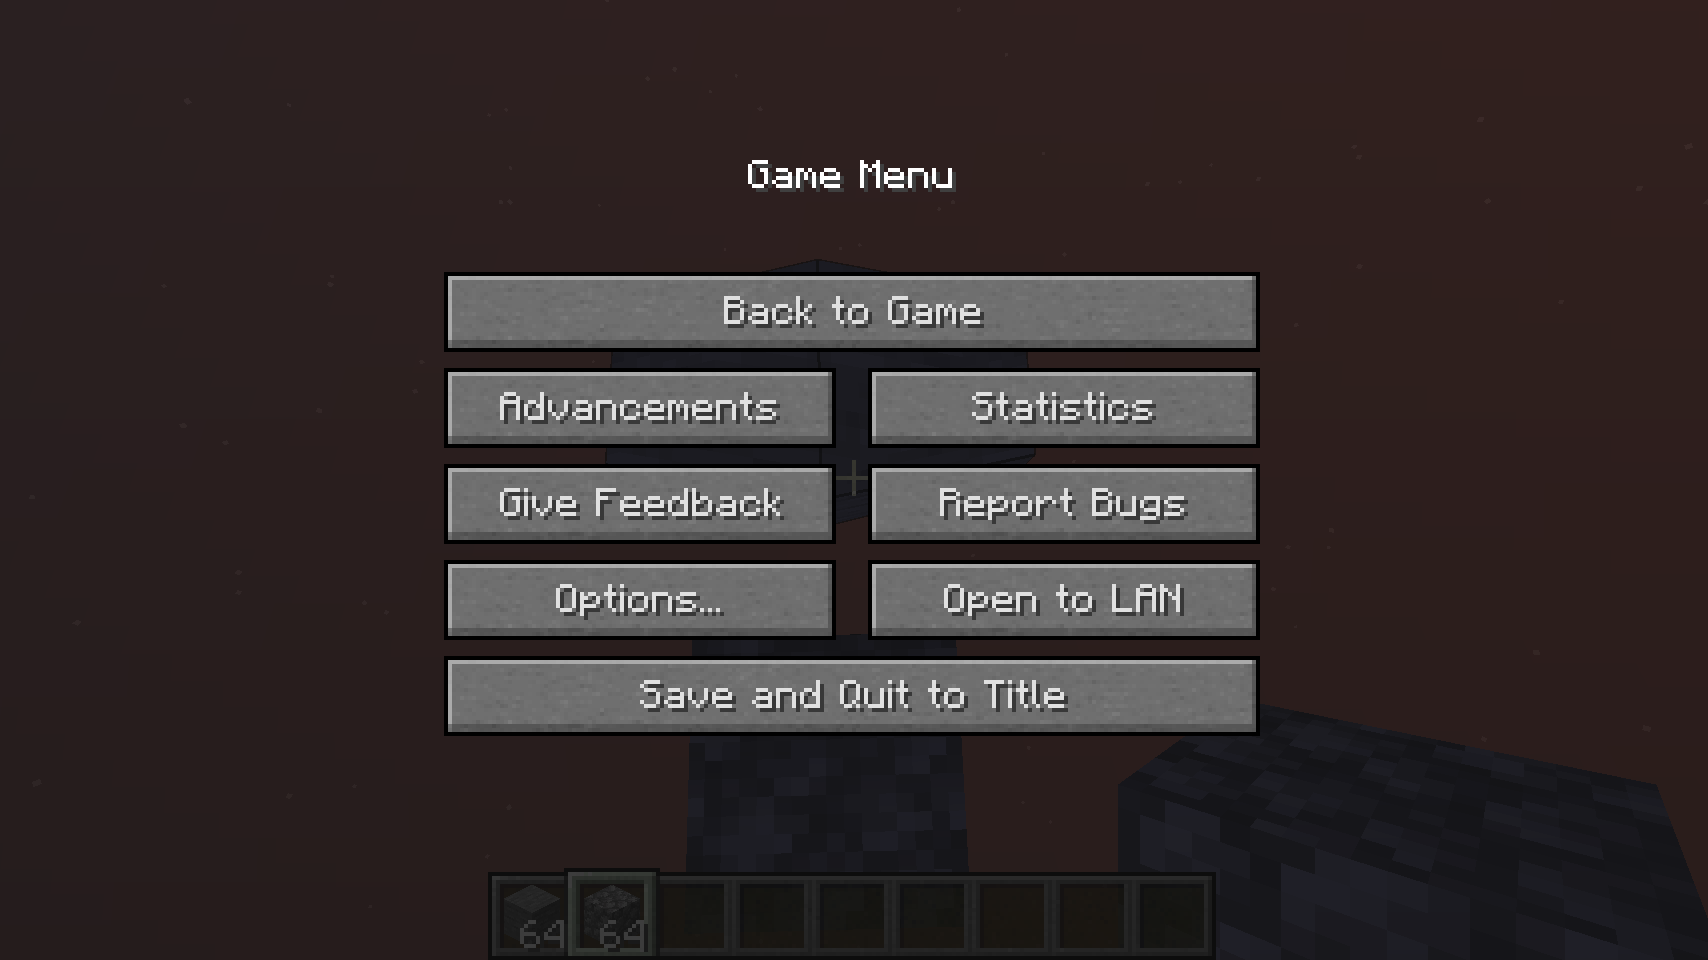 Game Menu
Back to Game
Advancements
Statistics
Give Feedback
Report Bugs
Options...
Open to LAN
Save and Quit to Title
64
64